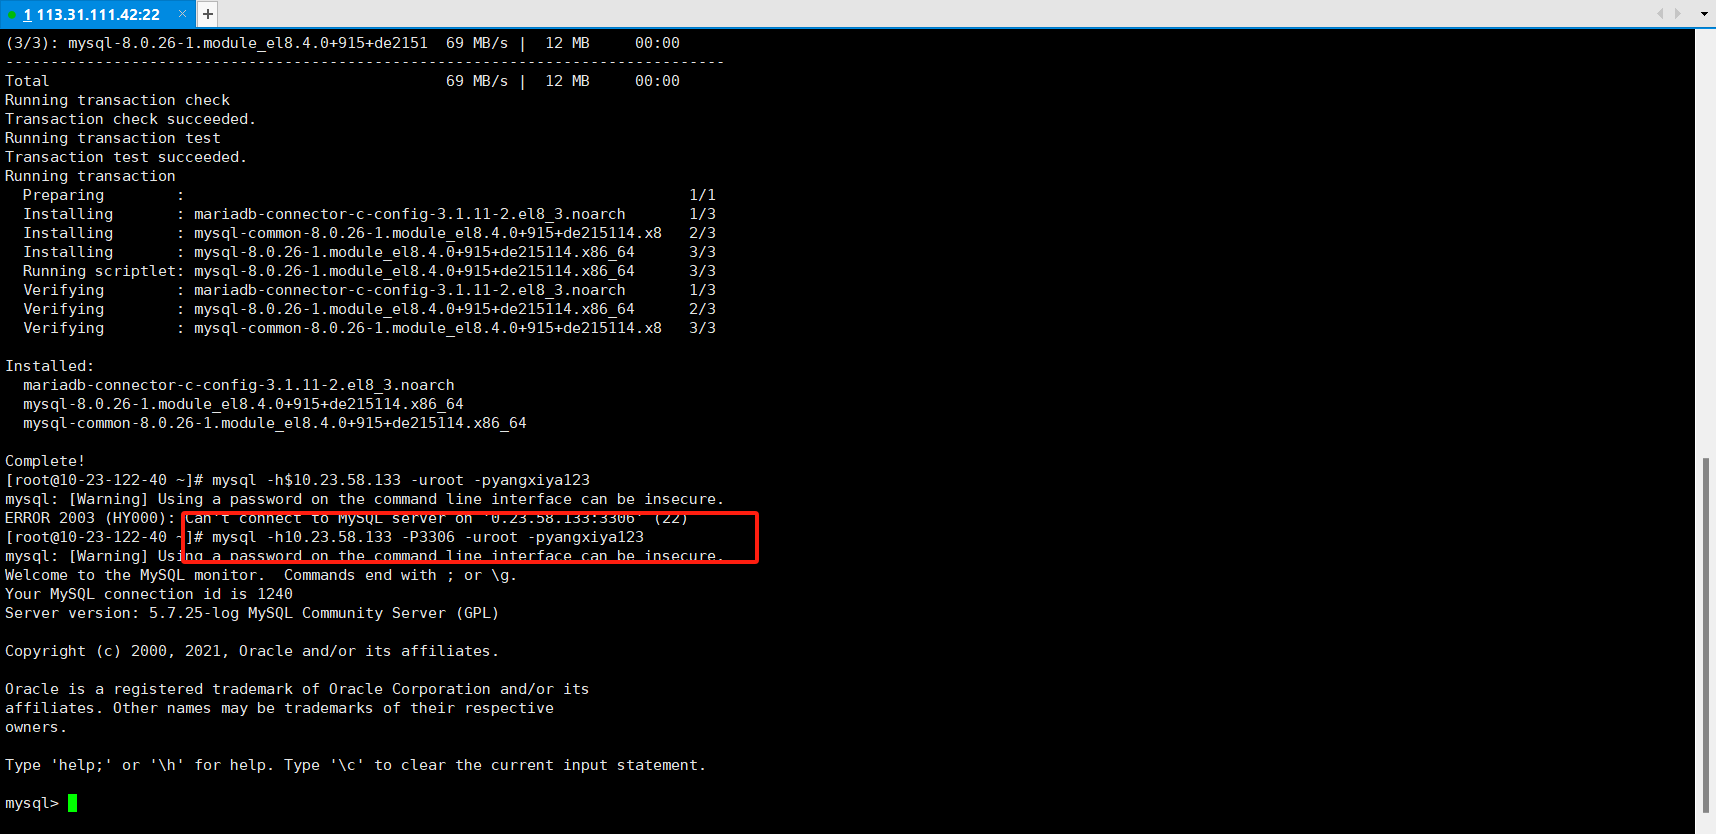 1 113.31.111.42:22 × +
(3/3): mysql-8.0.26-1.module_el8.4.0+915+de2151  69 MB/s |  12 MB     00:00
--------------------------------------------------------------------------------
Total                                            69 MB/s |  12 MB     00:00
Running transaction check
Transaction check succeeded.
Running transaction test
Transaction test succeeded.
Running transaction
  Preparing        :                                                        1/1
  Installing       : mariadb-connector-c-config-3.1.11-2.el8_3.noarch       1/3
  Installing       : mysql-common-8.0.26-1.module_el8.4.0+915+de215114.x8   2/3
  Installing       : mysql-8.0.26-1.module_el8.4.0+915+de215114.x86_64      3/3
  Running scriptlet: mysql-8.0.26-1.module_el8.4.0+915+de215114.x86_64      3/3
  Verifying        : mariadb-connector-c-config-3.1.11-2.el8_3.noarch       1/3
  Verifying        : mysql-8.0.26-1.module_el8.4.0+915+de215114.x86_64      2/3
  Verifying        : mysql-common-8.0.26-1.module_el8.4.0+915+de215114.x8   3/3
Installed:
  mariadb-connector-c-config-3.1.11-2.el8_3.noarch
  mysql-8.0.26-1.module_el8.4.0+915+de215114.x86_64
  mysql-common-8.0.26-1.module_el8.4.0+915+de215114.x86_64
Complete!
[root@10-23-122-40 ~]# mysql -h$10.23.58.133 -uroot -pyangxiya123
mysql: [Warning] Using a password on the command line interface can be insecure.
ERROR 2003 (HY000): Can't connect to MySQL server on '0.23.58.133:3306' (22)
[root@10-23-122-40 ~]# mysql -h10.23.58.133 -P3306 -uroot -pyangxiya123
mysql: [Warning] Using a password on the command line interface can be insecure.
Welcome to the MySQL monitor.  Commands end with ; or \g.
Your MySQL connection id is 1240
Server version: 5.7.25-log MySQL Community Server (GPL)
Copyright (c) 2000, 2021, Oracle and/or its affiliates.
Oracle is a registered trademark of Oracle Corporation and/or its
affiliates. Other names may be trademarks of their respective
owners.
Type 'help;' or '\h' for help. Type '\c' to clear the current input statement.
mysql>